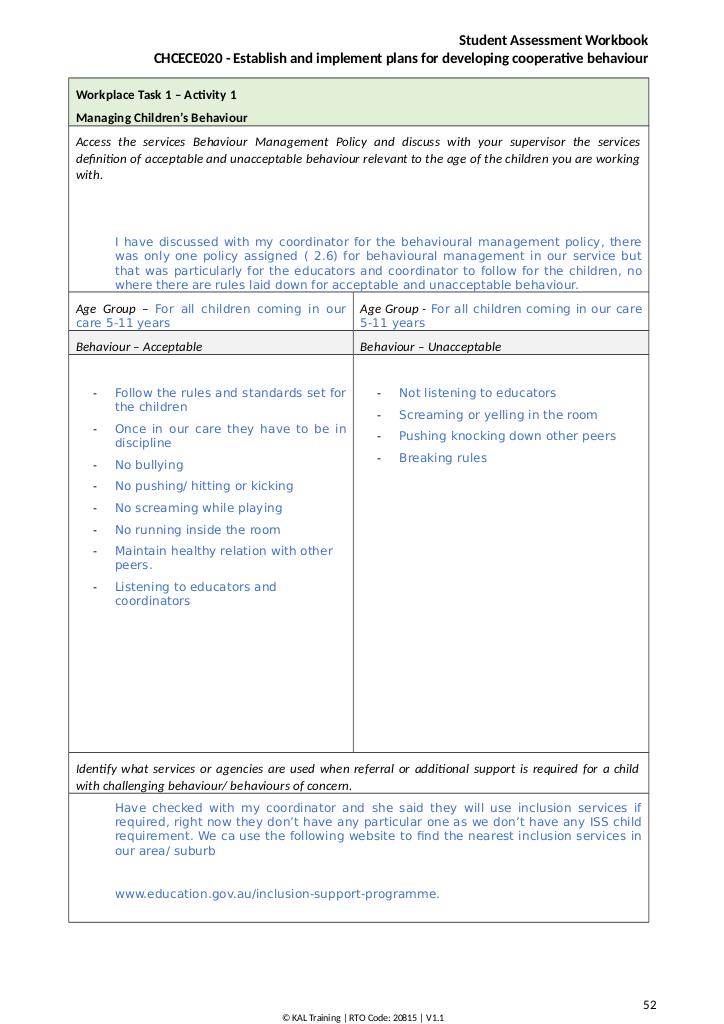 Student Assessment Workbook
CHCECE020 - Establish and implement plans for developing cooperative behaviour
Workplace Task 1 – Activity 1
Managing Children's Behaviour
Access the services Behaviour Management Policy and discuss with your supervisor the services
definition of acceptable and unacceptable behaviour relevant to the age of the children you are working
with.
I have discussed with my coordinator for the behavioural management policy, there
was only one policy assigned ( 2.6) for behavioural management in our service but
that was particularly for the educators and coordinator to follow for the children, no
where there are rules laid down for acceptable and unacceptable behaviour.
Age Group – For all children coming in our
care 5-11 years
Age Group - For all children coming in our care
5-11 years
Behaviour – Acceptable
Behaviour – Unacceptable
- Follow the rules and standards set for
the children
- Once in our care they have to be in
discipline
- No bullying
- No pushing/ hitting or kicking
- No screaming while playing
- No running inside the room
- Maintain healthy relation with other
peers.
- Listening to educators and
coordinators
- Not listening to educators
- Screaming or yelling in the room
- Pushing knocking down other peers
- Breaking rules
Identify what services or agencies are used when referral or additional support is required for a child
with challenging behaviour/ behaviours of concern.
Have checked with my coordinator and she said they will use inclusion services if
required, right now they don't have any particular one as we don't have any ISS child
requirement. We ca use the following website to find the nearest inclusion services in
our area/ suburb
www.education.gov.au/inclusion-support-programme.
52
© KAL Training | RTO Code: 20815 | V1.1